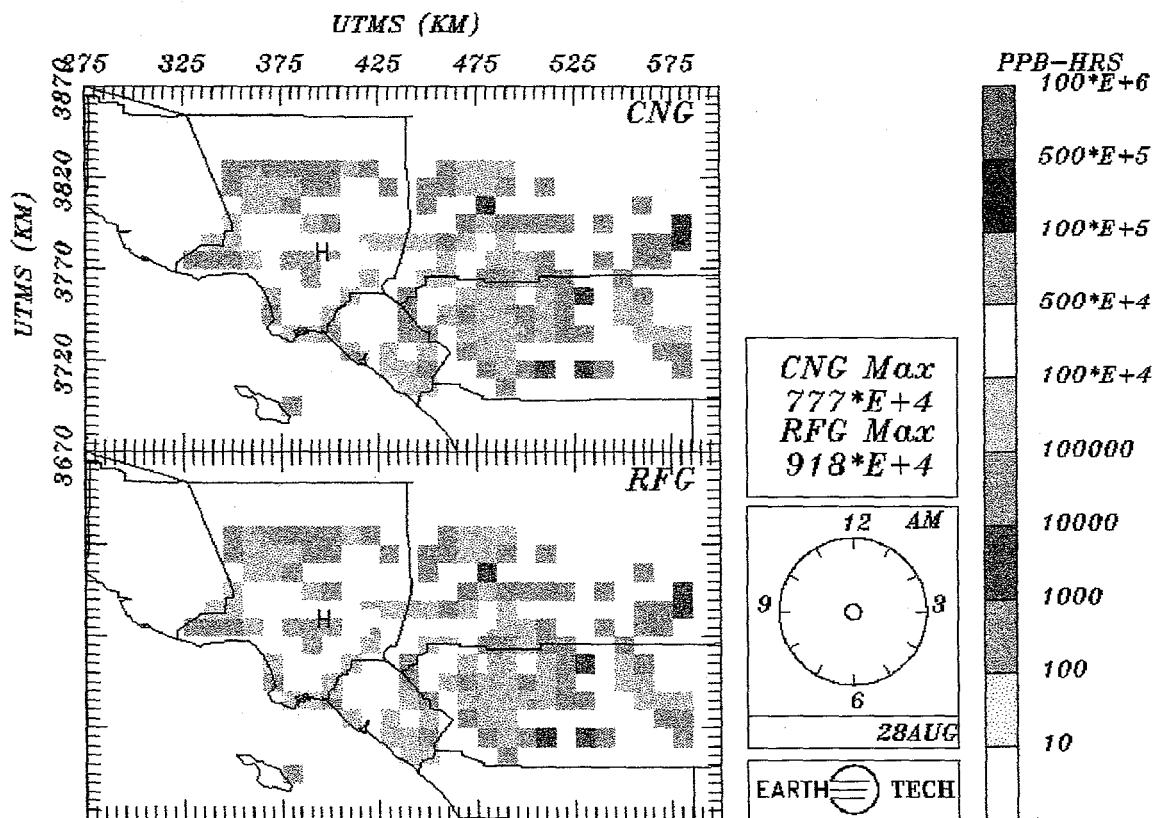 UTMS (KM)
275 325 375 425 475 525 575
PPB-HRS
UTMS (KM)
3870
3820
3770
3720
3670
CNG
H
RFG
H
CNG Max
777*E+4
RFG Max
918*E+4
12 AM
9 3
6
28AUG
EARTH TECH
100*E+6
500*E+5
100*E+5
500*E+4
100*E+4
100000
10000
1000
100
10